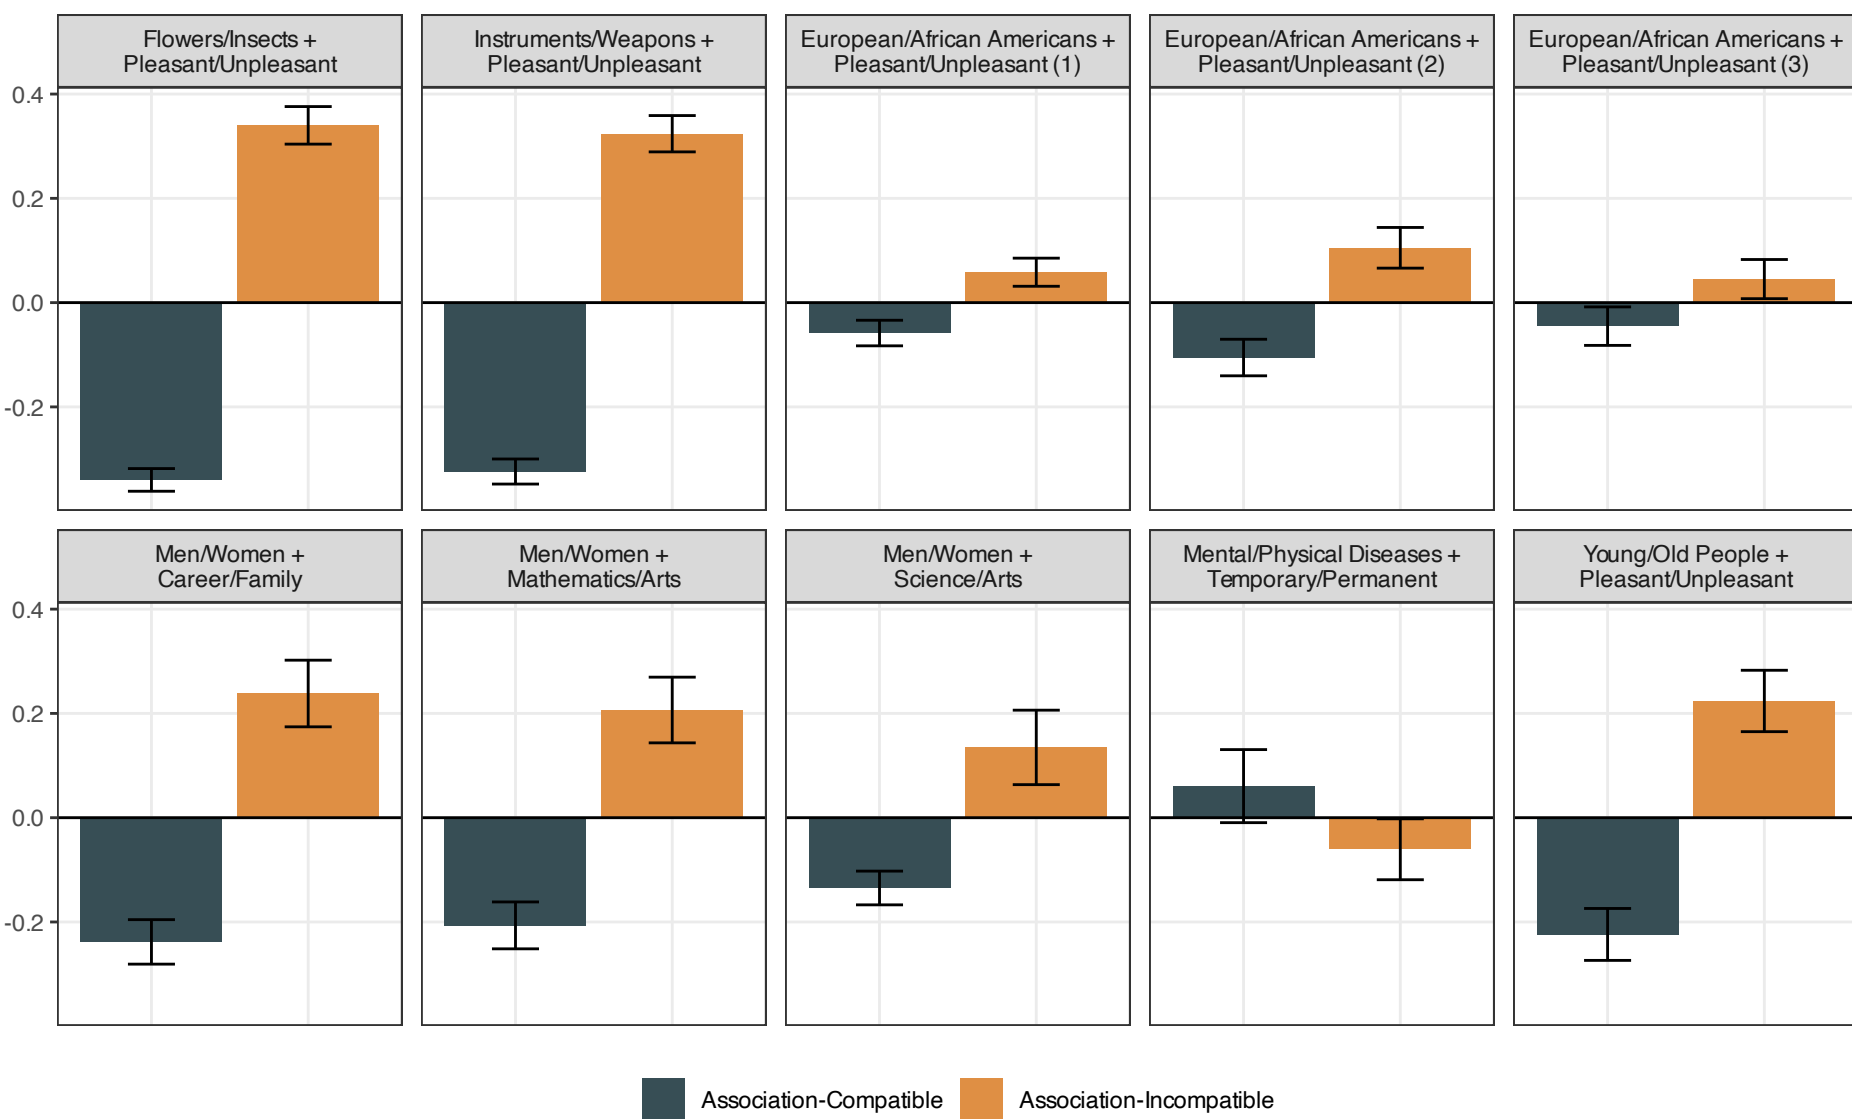 Flowers/Insects +
Pleasant/Unpleasant
Instruments/Weapons +
Pleasant/Unpleasant
European/African Americans +
Pleasant/Unpleasant (1)
European/African Americans +
Pleasant/Unpleasant (2)
European/African Americans +
Pleasant/Unpleasant (3)
0.4
0.2
0.0
-0.2
Men/Women +
Career/Family
Men/Women +
Mathematics/Arts
Men/Women +
Science/Arts
Mental/Physical Diseases +
Temporary/Permanent
Young/Old People +
Pleasant/Unpleasant
0.4
0.2
0.0
-0.2
Association-Compatible
Association-Incompatible